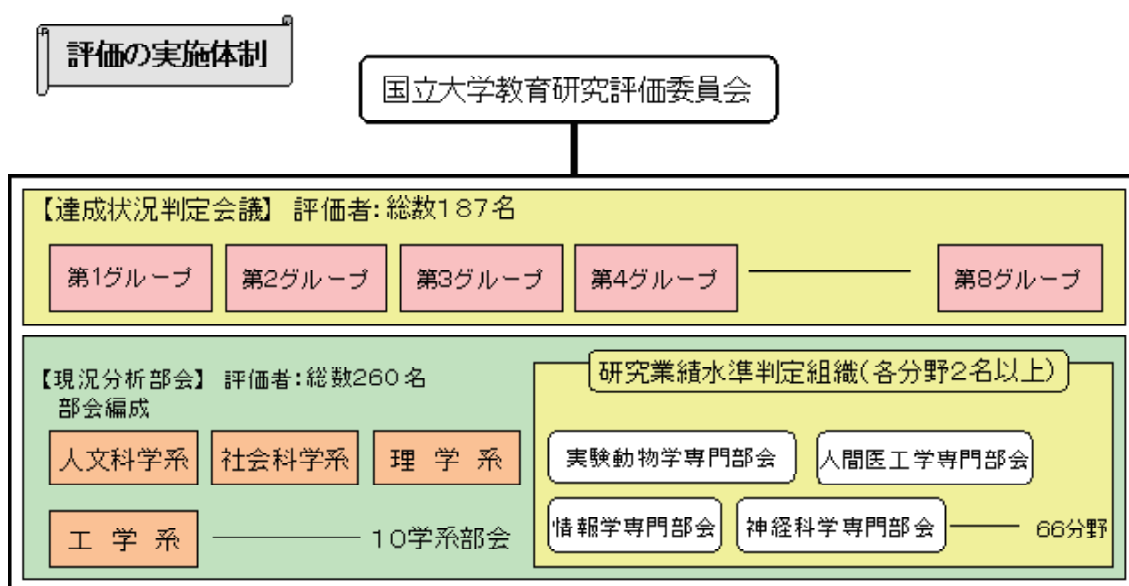 評価の実施体制
国立大学教育研究評価委員会
【達成状況判定会議】 評価者:総数187名
第1グループ 第2グループ 第3グループ 第4グループ 第8グループ
【現況分析部会】 評価者:総数260名
部会編成
人文科学系 社会科学系 理学系
工学系 10学系部会
研究業績水準判定組織(各分野2名以上)
実験動物学専門部会 人間医工学専門部会
情報学専門部会 神経科学専門部会 66分野